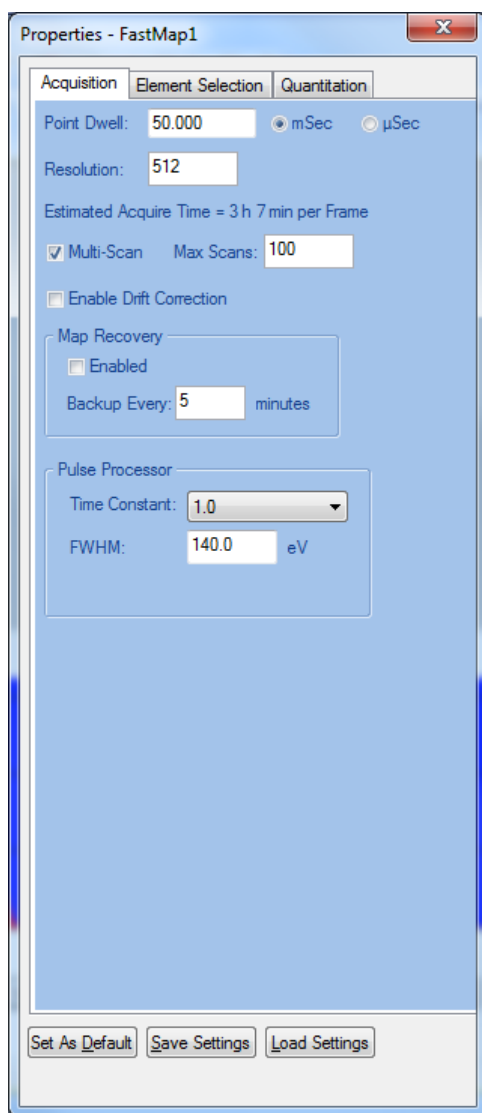 Properties - FastMap1
X
Acquisition Element Selection Quantitation
Point Dwell: 50.000 mSec µSec
Resolution: 512
Estimated Acquire Time = 3 h 7 min per Frame
Multi-Scan Max Scans: 100
Enable Drift Correction
Map Recovery
Enabled
Backup Every: 5 minutes
Pulse Processor
Time Constant: 1.0
FWHM: 140.0 eV
Set As Default Save Settings Load Settings